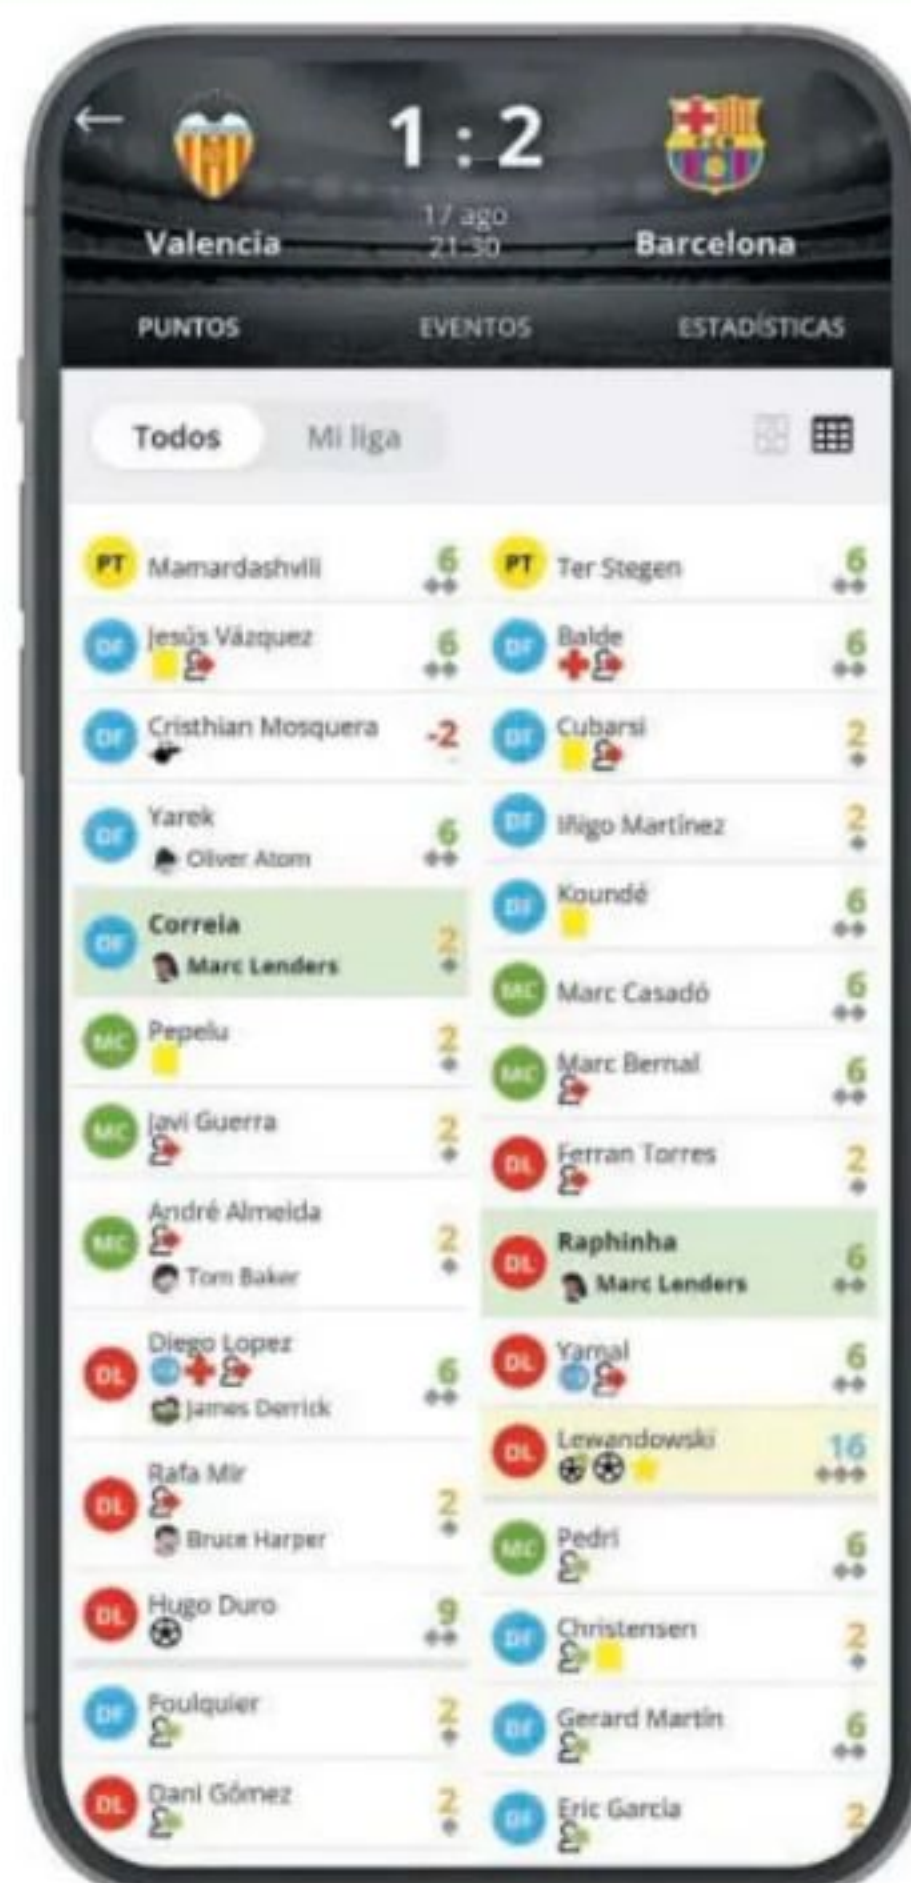 1 : 2
17 ago
21:30
Valencia
Barcelona
PUNTOS
EVENTOS
ESTADÍSTICAS
Todos
Mi liga
PT Mamardashvili 6
DF Jesús Vázquez 6
DF Cristhian Mosquera -2
DF Yarek 6
Oliver Atom
DF Correia 2
Marc Lenders
MC Pepelu 2
MC Javi Guerra 2
MC André Almeida 2
Tom Baker
DL Diego Lopez 6
James Derrick
DL Rafa Mir 2
Bruce Harper
DL Hugo Duro 9
DF Foulquier 2
DL Dani Gómez 2
PT Ter Stegen 6
DF Balde 6
DF Cubarsí 2
DF Iñigo Martínez 2
DF Koundé 6
MC Marc Casadó 6
MC Marc Bernal 6
DL Ferran Torres 2
DL Raphinha 6
Marc Lenders
DL Yamal 6
DL Lewandowski 16
MC Pedri 6
DF Christensen 2
DF Gerard Martín 6
DF Eric García 2